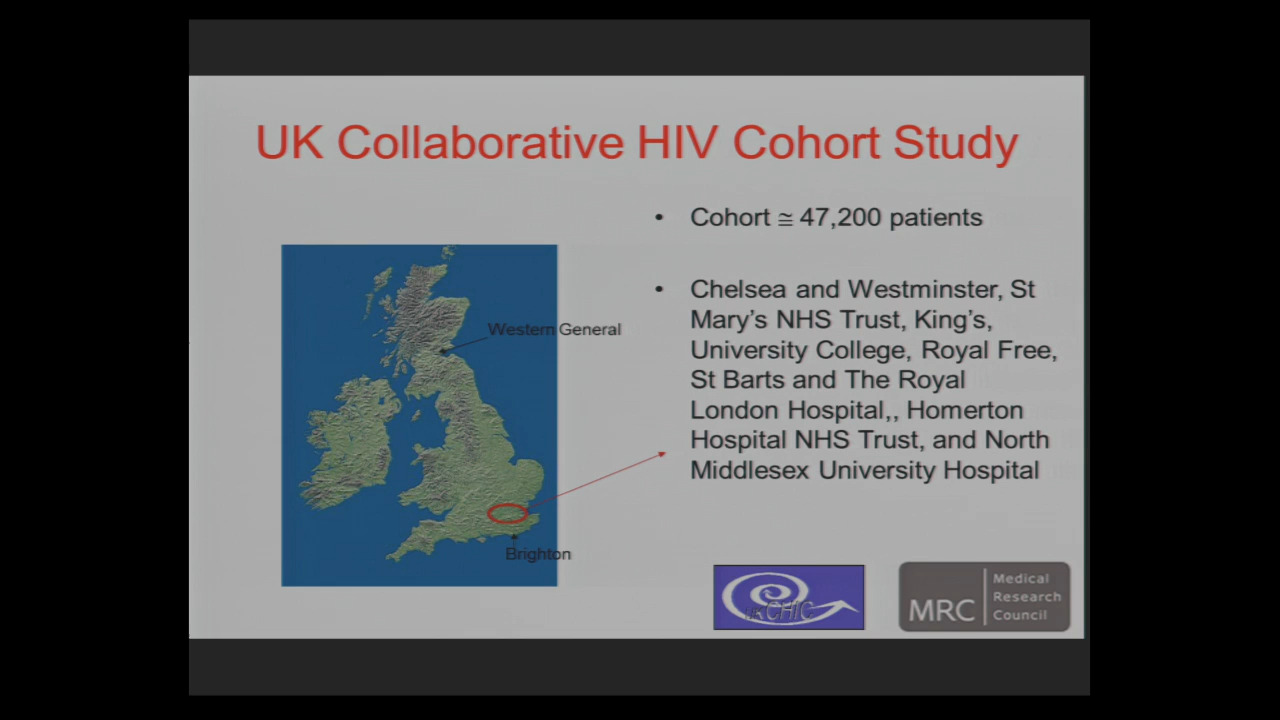 UK Collaborative HIV Cohort Study
• Cohort ≅ 47,200 patients
• Chelsea and Westminster, St
Mary's NHS Trust, King's,
University College, Royal Free,
St Barts and The Royal
London Hospital,, Homerton
Hospital NHS Trust, and North
Middlesex University Hospital
Western General
Brighton
UK CHIC
MRC
Medical
Research
Council